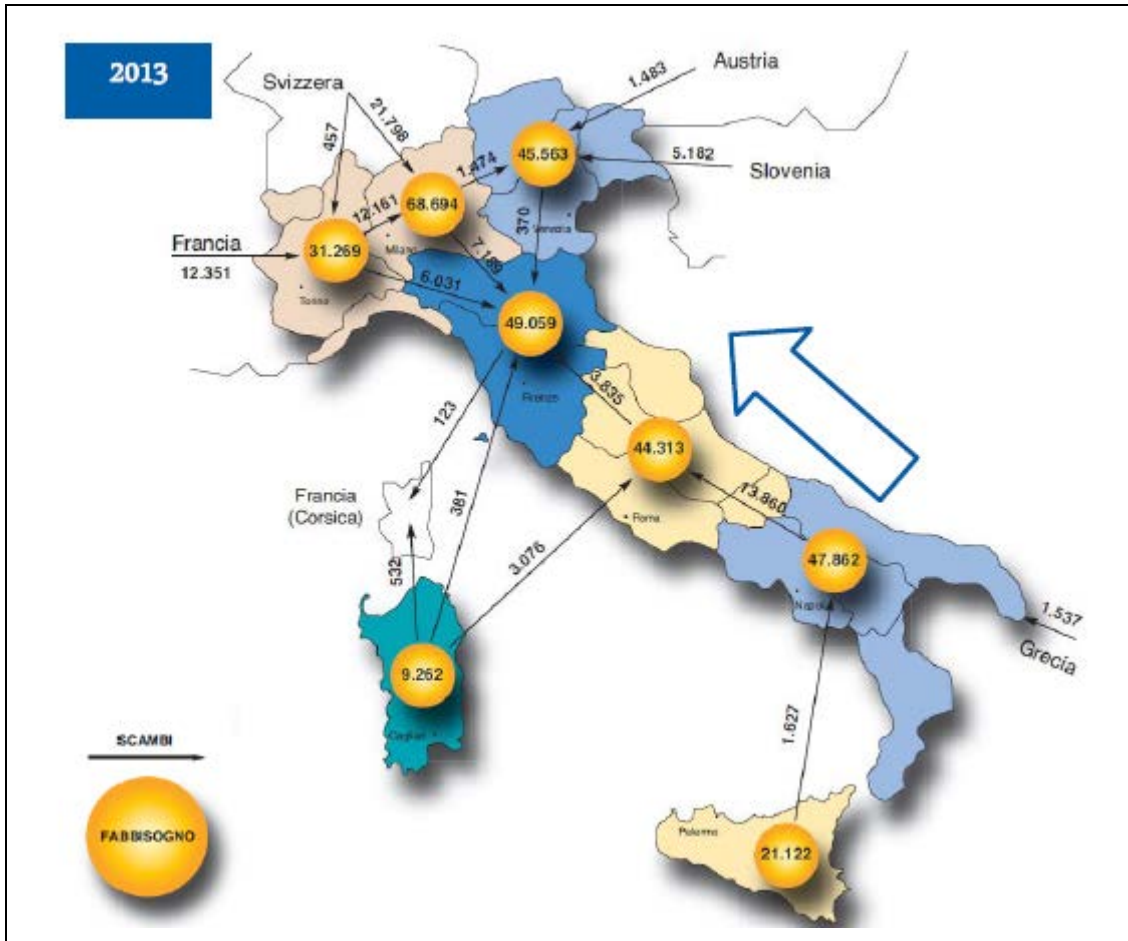 2013
Svizzera
Austria
1.483
457
21.798
1.474
45.563
5.182
Slovenia
12.161
68.694
370
Venezia
Francia
12.351
31.269
Milano
7.189
6.031
Torino
49.059
Firenze
3.835
123
44.313
Francia
(Corsica)
381
Roma
13.860
532
3.076
47.862
Napoli
1.537
Grecia
9.262
Cagliari
1.627
SCAMBI
FABBISOGNO
Palermo
21.122